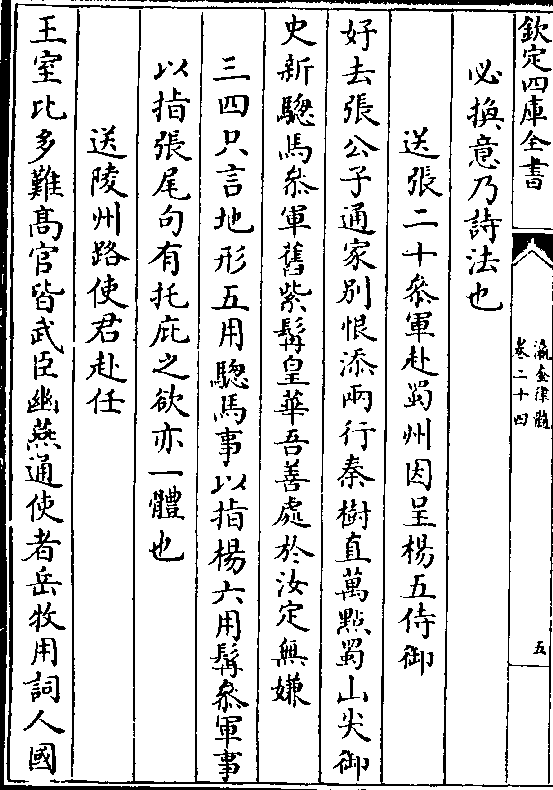 欽定四庫全書
瀛奎律髓
卷二十四
五
必換意乃詩法也
送張二十參軍赴蜀州因呈楊五侍御
好去張公子通家別恨添兩行秦樹直萬點蜀山尖御
史新驄馬叅軍舊紫髯皇華吾善處於汝定無嫌
三四只言地形五用驄馬事以指楊六用髯叅軍事
以指張尾句有托庇之欲亦一體也
送陵州路使君赴任
王室比多難髙官皆武臣幽燕通使者岳牧用詞人國